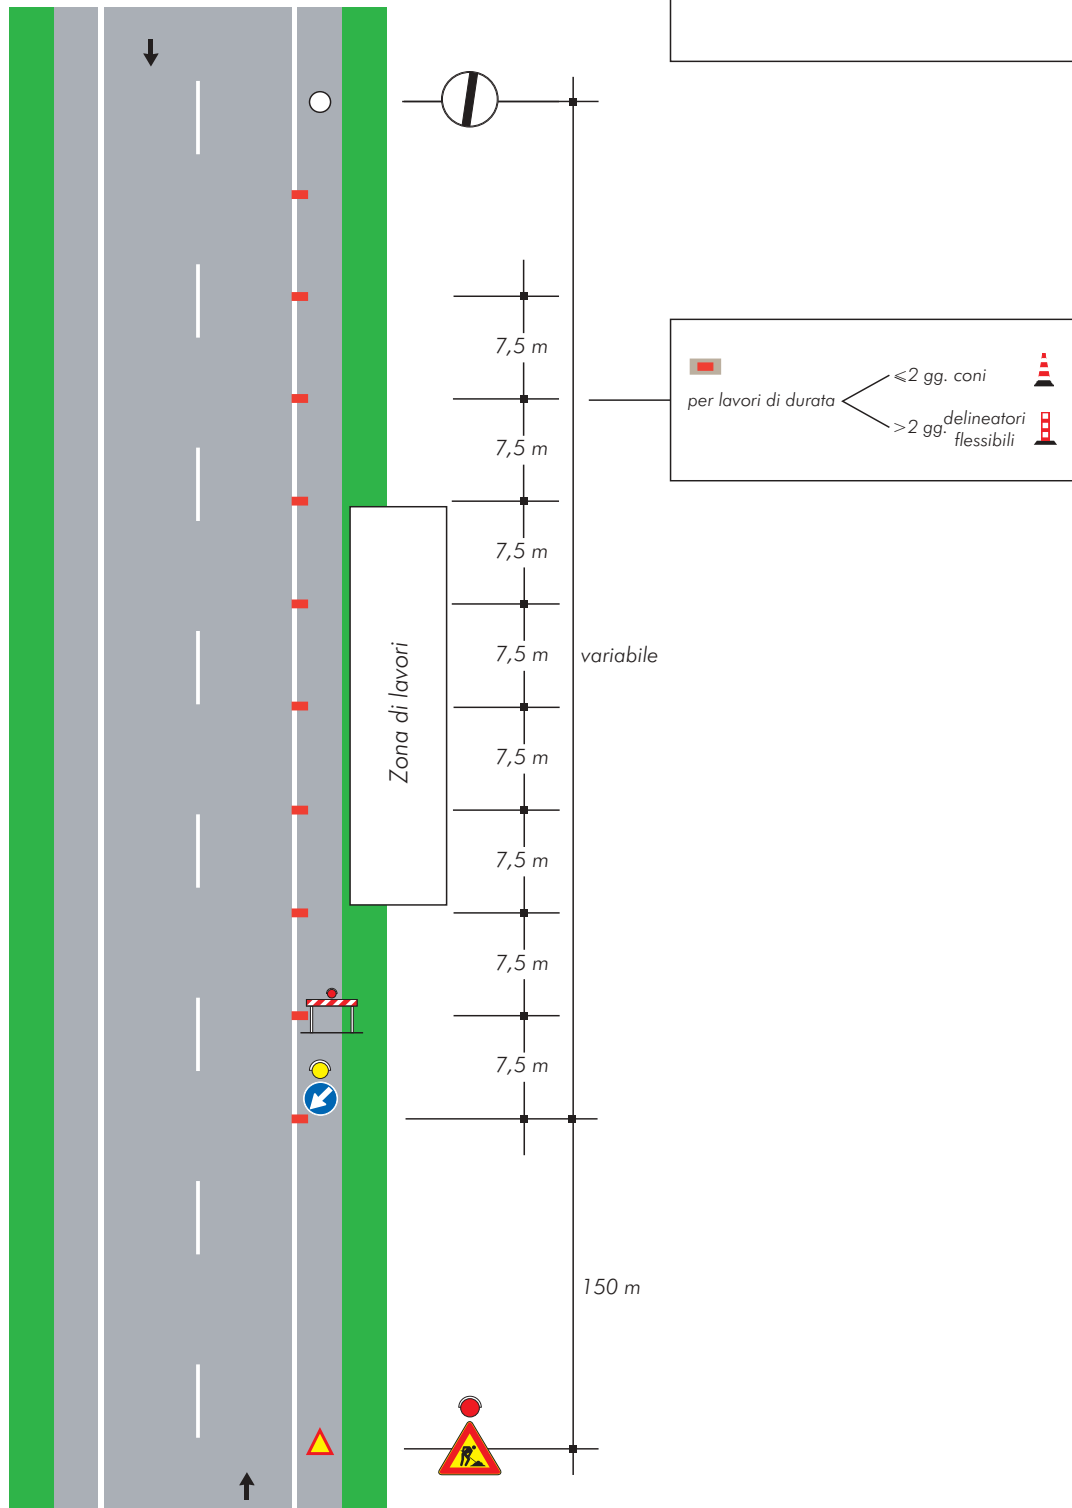 7,5 m
≤2 gg. coni
per lavori di durata
>2 gg. delineatori
flessibili
7,5 m
7,5 m
7,5 m
variabile
Zona di lavori
7,5 m
7,5 m
7,5 m
7,5 m
150 m